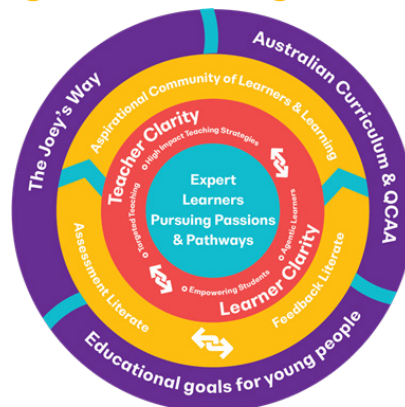 The Joey's Way
Australian Curriculum & QCAA
Educational goals for young people
Aspirational Community of Learners & Learning
Assessment Literate
Feedback Literate
Teacher Clarity
High Impact Teaching Strategies
Targeted Teaching
Agentic Learners
Empowering Students
Learner Clarity
Expert
Learners
Pursuing Passions
& Pathways